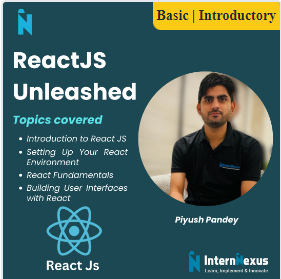 Basic | Introductory
ReactJS
Unleashed
Topics covered
• Introduction to React JS
• Setting Up Your React
Environment
• React Fundamentals
• Building User Interfaces
with React
Piyush Pandey
React Js
InternNexus
Learn, Implement & Innovate